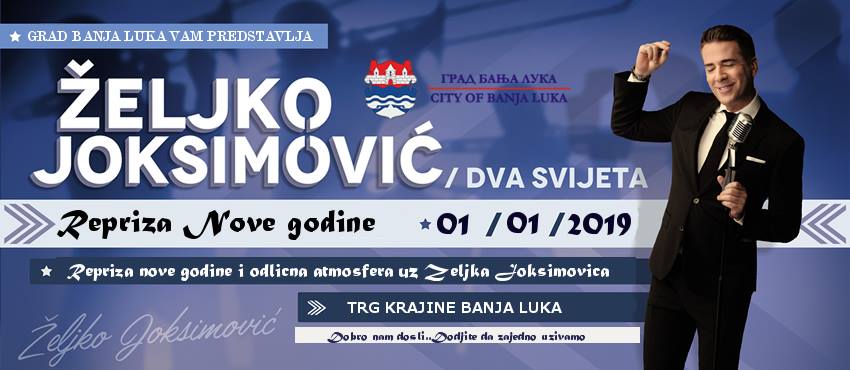 GRAD BANJA LUKA VAM PREDSTAVLJA
ŽELJKO
JOKSIMOVIĆ
/ DVA SVIJETA
ГРАД БАЊА ЛУКА
CITY OF BANJA LUKA
Repriza Nove godine
01 /01 /2019
Repriza nove godine i odlicna atmosfera uz Zeljka Joksimovica
TRG KRAJINE BANJA LUKA
Dobro nam dosli..Dodjite da zajedno uzivamo
Željko Joksimović